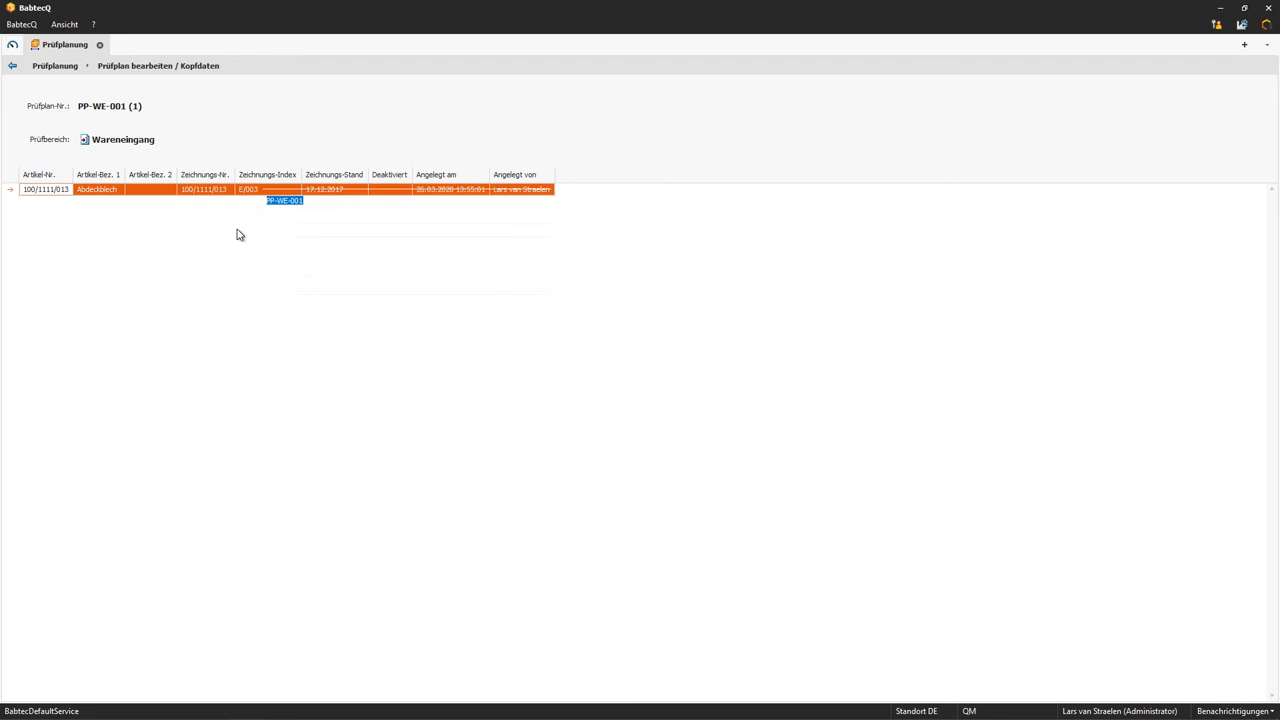 BabtecQ
BabtecQ Ansicht ?
Prüfplanung
Prüfplanung Prüfplan bearbeiten / Kopfdaten
Prüfplan-Nr.: PP-WE-001 (1)
Prüfbereich: Wareneingang
Artikel-Nr. Artikel-Bez. 1 Artikel-Bez. 2 Zeichnungs-Nr. Zeichnungs-Index Zeichnungs-Stand Deaktiviert Angelegt am Angelegt von
100/1111/013 Abdeckblech 100/1111/013 E/003 17.12.2017 26.03.2020 13:55:01 Lars van Straelen
PP-WE-001
BabtecDefaultService Standort DE QM Lars van Straelen (Administrator) Benachrichtigungen